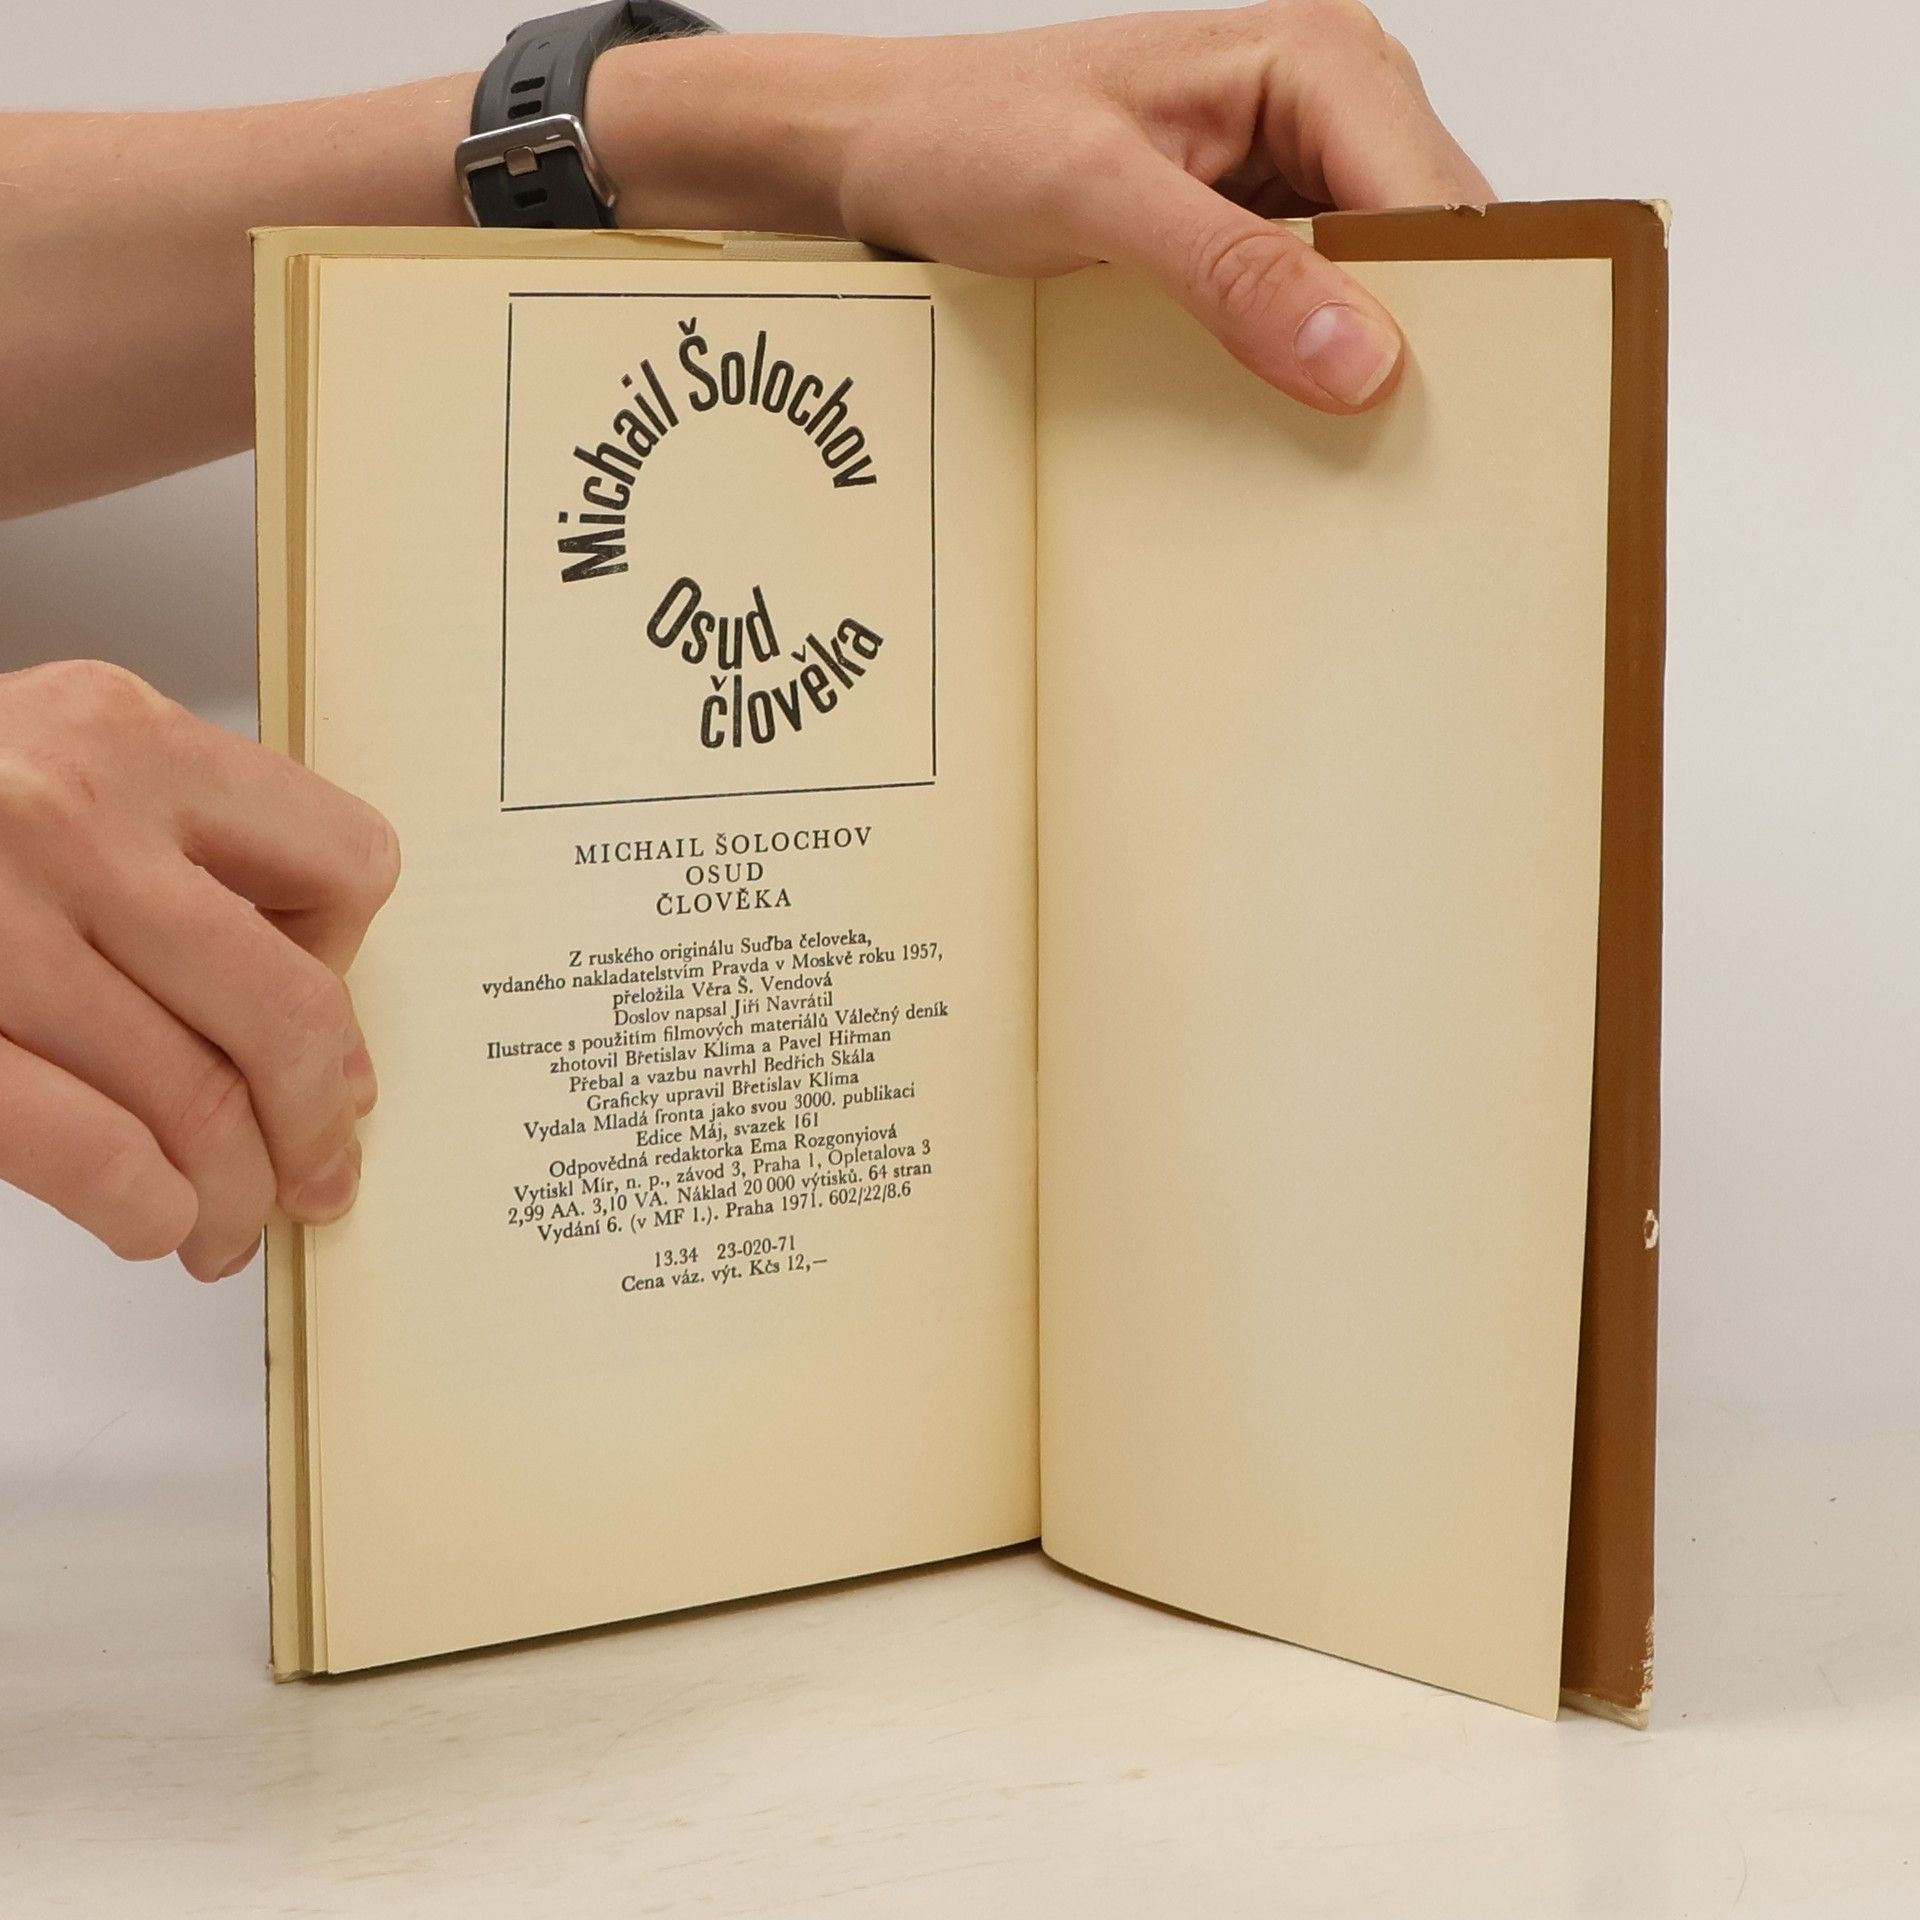 Michail Šolochov
Osud
člověka
MICHAIL ŠOLOCHOV
OSUD
ČLOVĚKA
Z ruského originálu Suďba čeloveka,
vydaného nakladatelstvím Pravda v Moskvě roku 1957,
přeložila Věra Š. Vendová
Doslov napsal Jiří Navrátil
Ilustrace s použitím filmových materiálů Válečný deník
zhotovil Břetislav Klíma a Pavel Hiřman
Přebal a vazbu navrhl Bedřich Skála
Graficky upravil Břetislav Klíma
Vydala Mladá fronta jako svou 3000. publikaci
Edice Máj, svazek 161
Odpovědná redaktorka Ema Rozgonyiová
Vytiskl Mír, n. p., závod 3, Praha 1, Opletalova 3
2,99 AA. 3,10 VA. Náklad 20 000 výtisků. 64 stran
Vydání 6. (v MF 1.). Praha 1971. 602/22/8.6
13.34 23-020-71
Cena váz. výt. Kčs 12,—